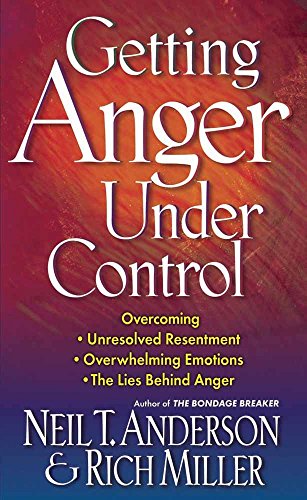 Getting
Anger
Under
Control
Overcoming
• Unresolved Resentment
• Overwhelming Emotions
• The Lies Behind Anger
Author of THE BONDAGE BREAKER
NEIL T. ANDERSON
& RICH MILLER